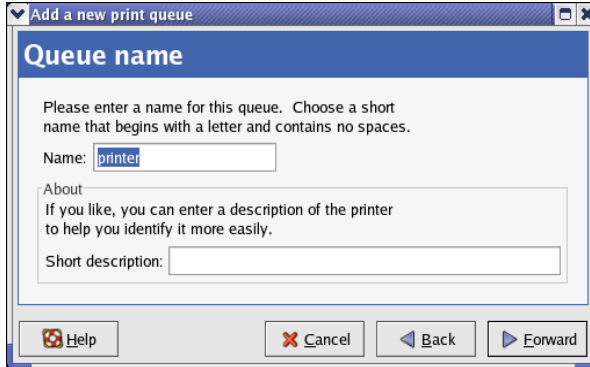 Add a new print queue
Queue name
Please enter a name for this queue.  Choose a short
name that begins with a letter and contains no spaces.
Name: printer
About
If you like, you can enter a description of the printer
to help you identify it more easily.
Short description:
Help Cancel Back Forward